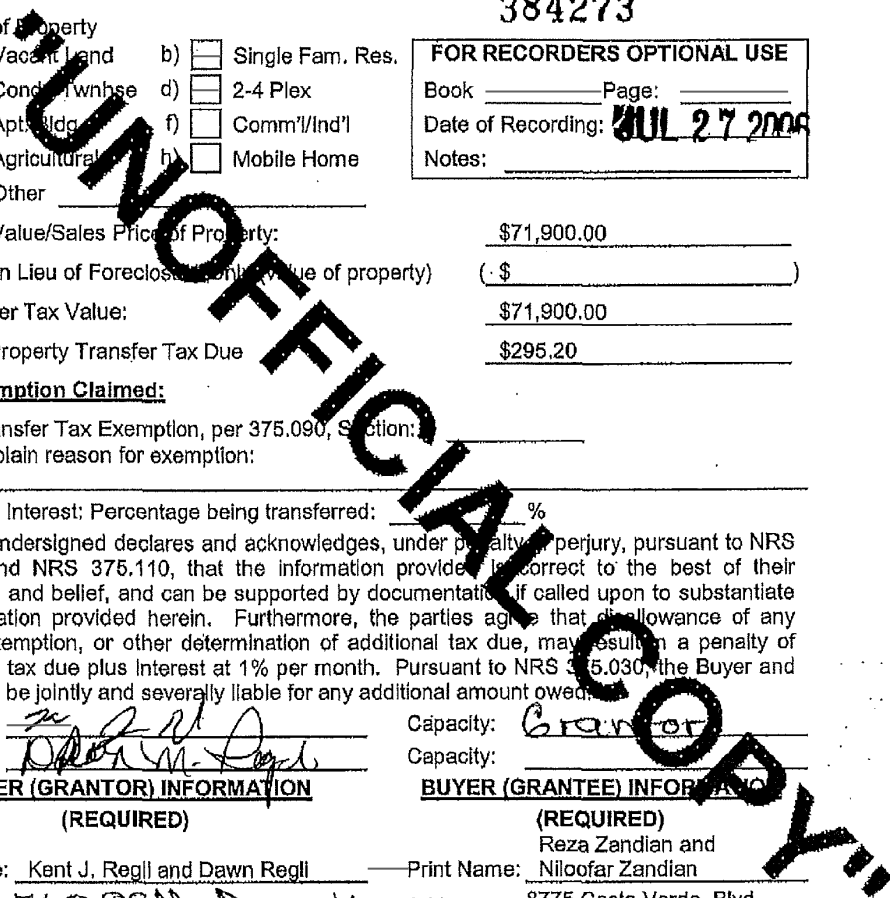 384273
of Property
Vacant Land b) Single Fam. Res. FOR RECORDERS OPTIONAL USE
Cond/Twnhse d) 2-4 Plex Book Page:
Apt. Bldg f) Comm'l/Ind'l Date of Recording: JUL 27 2006
Agricultural h) Mobile Home Notes:
Other
Value/Sales Price of Property: $71,900.00
n Lieu of Foreclosure Only (value of property) ( $ )
er Tax Value: $71,900.00
roperty Transfer Tax Due $295.20
mption Claimed:
ansfer Tax Exemption, per 375.090, Section:
plain reason for exemption:
Interest: Percentage being transferred: %
ndersigned declares and acknowledges, under penalty of perjury, pursuant to NRS
nd NRS 375.110, that the information provided is correct to the best of their
and belief, and can be supported by documentation if called upon to substantiate
ation provided herein. Furthermore, the parties agree that disallowance of any
emption, or other determination of additional tax due, may result in a penalty of
tax due plus interest at 1% per month. Pursuant to NRS 375.030, the Buyer and
be jointly and severally liable for any additional amount owed.
Capacity: Grantor
Capacity:
ER (GRANTOR) INFORMATION BUYER (GRANTEE) INFORMATION
(REQUIRED) (REQUIRED)
Reza Zandian and
e: Kent J. Regli and Dawn Regli Print Name: Niloofar Zandian
"UNOFFICIAL COPY"